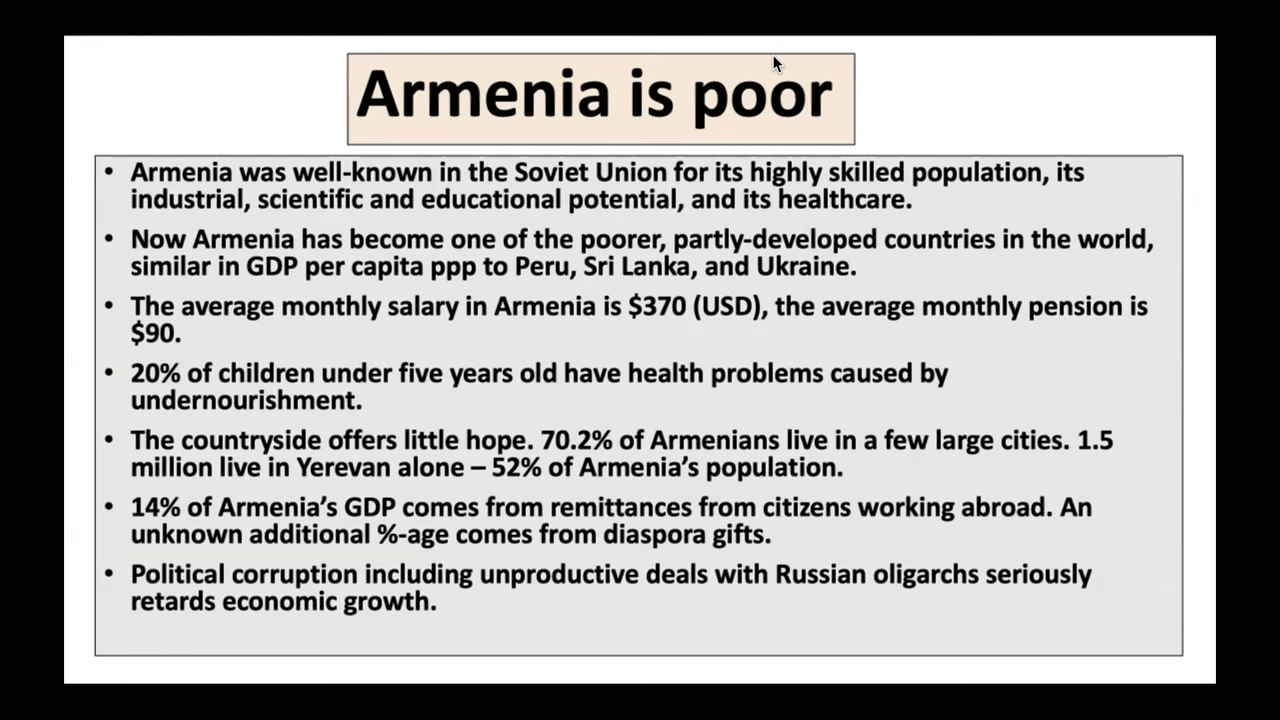 Armenia is poor
• Armenia was well-known in the Soviet Union for its highly skilled population, its
industrial, scientific and educational potential, and its healthcare.
• Now Armenia has become one of the poorer, partly-developed countries in the world,
similar in GDP per capita ppp to Peru, Sri Lanka, and Ukraine.
• The average monthly salary in Armenia is $370 (USD), the average monthly pension is
$90.
• 20% of children under five years old have health problems caused by
undernourishment.
• The countryside offers little hope. 70.2% of Armenians live in a few large cities. 1.5
million live in Yerevan alone – 52% of Armenia’s population.
• 14% of Armenia’s GDP comes from remittances from citizens working abroad. An
unknown additional %-age comes from diaspora gifts.
• Political corruption including unproductive deals with Russian oligarchs seriously
retards economic growth.